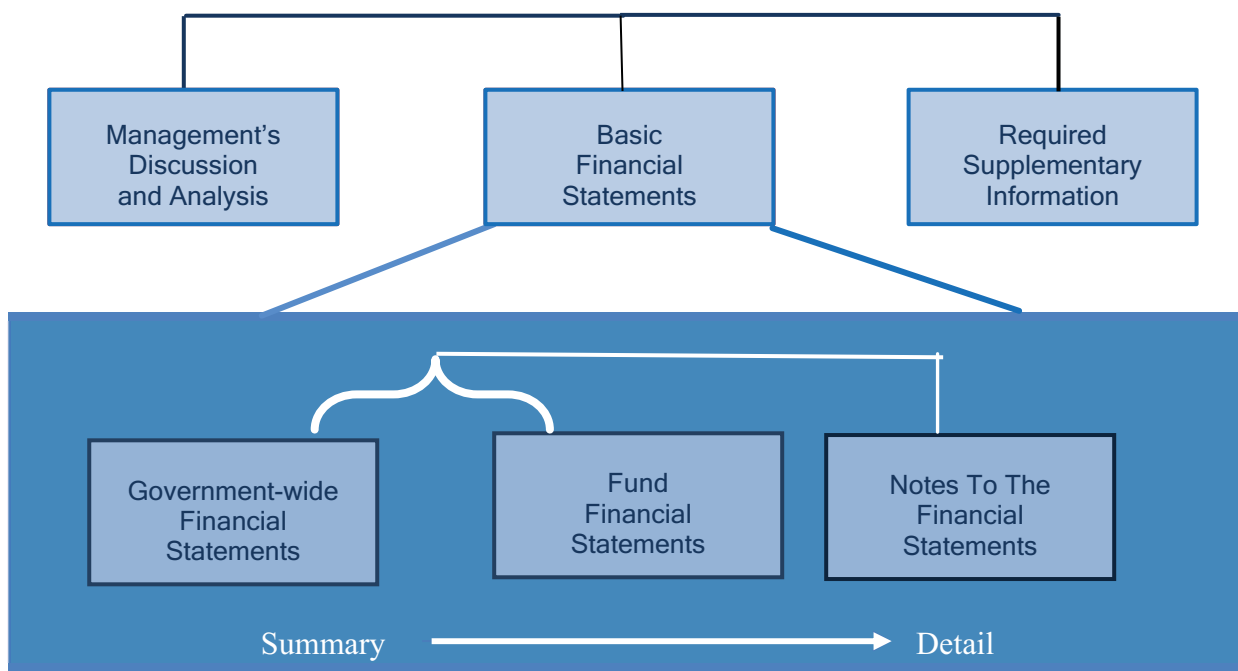 Management’s
Discussion
and Analysis
Basic
Financial
Statements
Required
Supplementary
Information
Government-wide
Financial
Statements
Fund
Financial
Statements
Notes To The
Financial
Statements
Summary
Detail